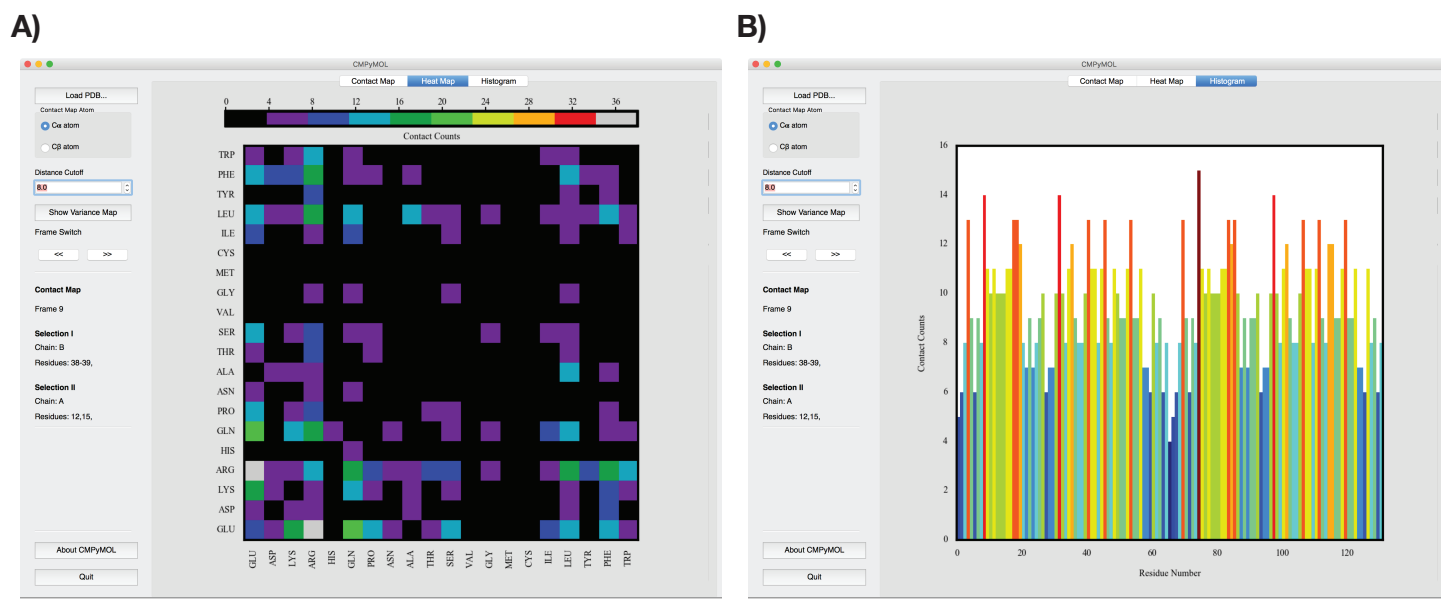 A)
CMPyMOL
Contact Map Heat Map Histogram
Load PDB...
Contact Map Atom
Cα atom
Cβ atom
Distance Cutoff
8.0
Show Variance Map
Frame Switch
<< >>
Contact Map
Frame 9
Selection I
Chain: B
Residues: 38-39,
Selection II
Chain: A
Residues: 12,15,
About CMPyMOL
Quit
0 4 8 12 16 20 24 28 32 36
Contact Counts
TRP
PHE
TYR
LEU
ILE
CYS
MET
GLY
VAL
SER
THR
ALA
ASN
PRO
GLN
HIS
ARG
LYS
ASP
GLU
GLU ASP LYS ARG HIS GLN PRO ASN ALA THR SER VAL GLY MET CYS ILE LEU TYR PHE TRP
B)
CMPyMOL
Contact Map Heat Map Histogram
Load PDB...
Contact Map Atom
Cα atom
Cβ atom
Distance Cutoff
8.0
Show Variance Map
Frame Switch
<< >>
Contact Map
Frame 9
Selection I
Chain: B
Residues: 38-39,
Selection II
Chain: A
Residues: 12,15,
About CMPyMOL
Quit
Contact Counts
16
14
12
10
8
6
4
2
0
0 20 40 60 80 100 120
Residue Number